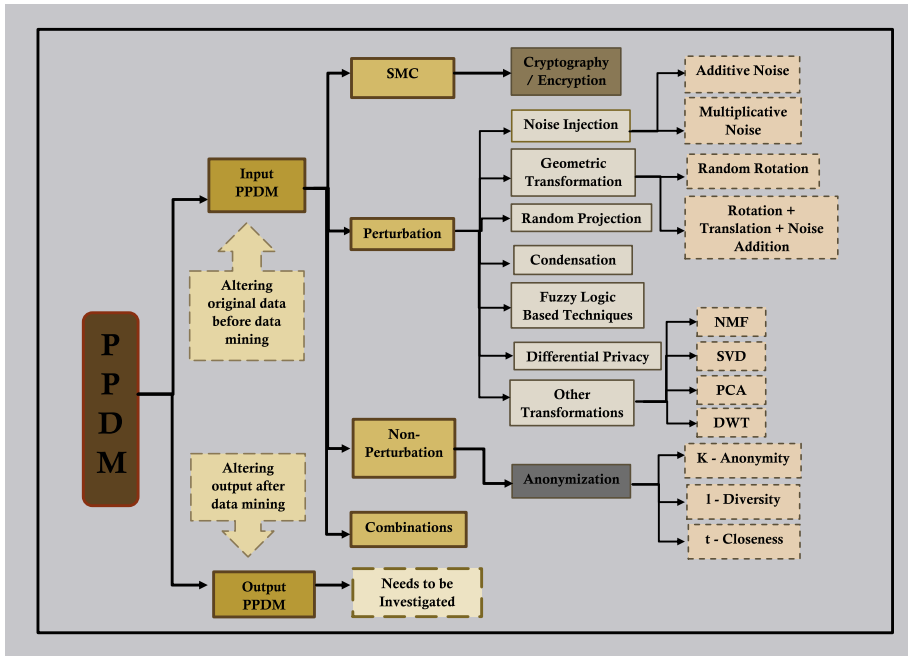 P
P
D
M
Input
PPDM
Altering
original data
before data
mining
Altering
output after
data mining
Output
PPDM
Needs to be
Investigated
SMC
Cryptography
/ Encryption
Perturbation
Noise Injection
Additive Noise
Multiplicative
Noise
Geometric
Transformation
Random Rotation
Rotation +
Translation + Noise
Addition
Random Projection
Condensation
Fuzzy Logic
Based Techniques
Differential Privacy
Other
Transformations
NMF
SVD
PCA
DWT
Non-
Perturbation
Anonymization
K - Anonymity
l - Diversity
t - Closeness
Combinations